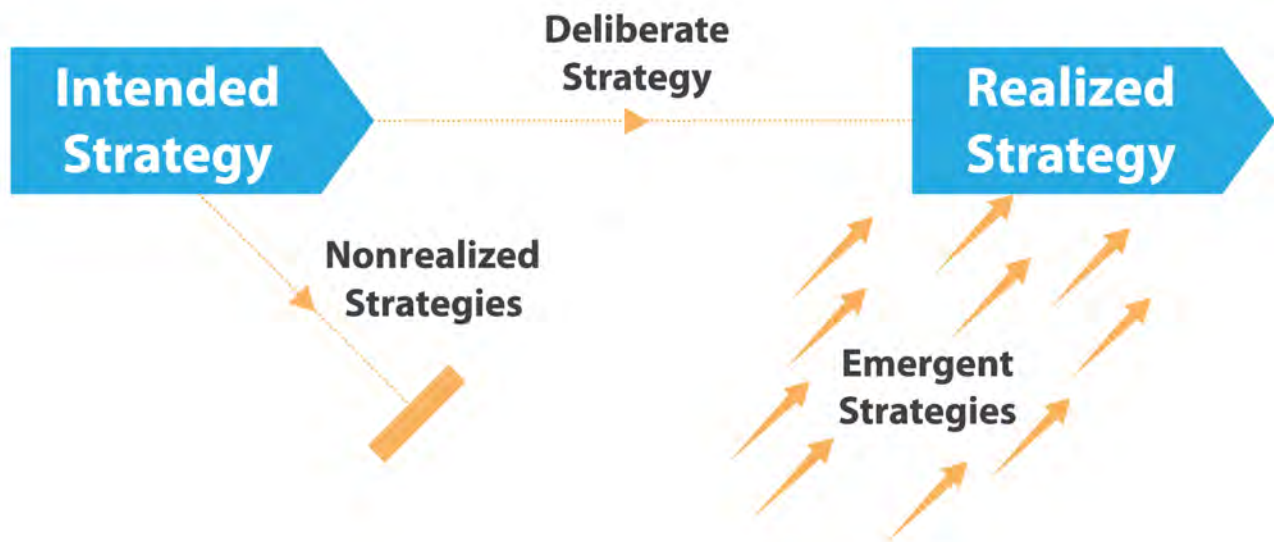 Deliberate
Strategy
Intended
Strategy
Realized
Strategy
Nonrealized
Strategies
Emergent
Strategies